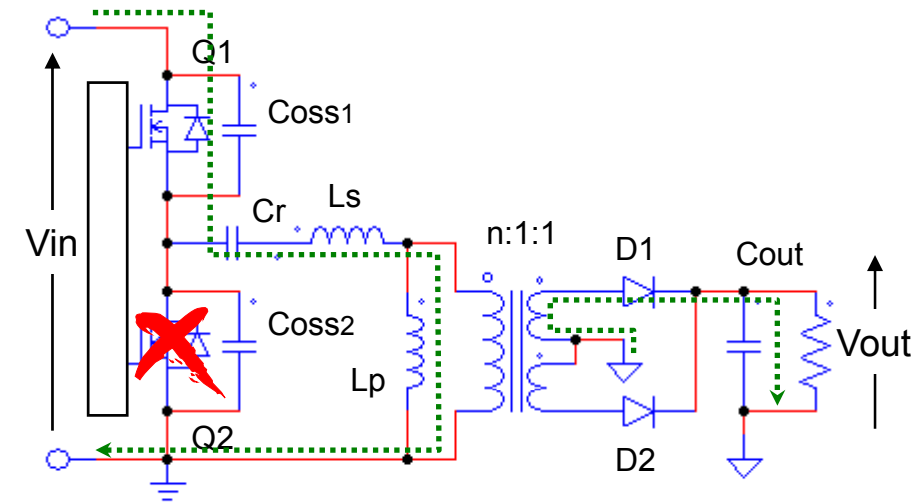 Q1
Coss1
Cr
Ls
Vin
n:1:1
D1
Cout
Coss2
Lp
Vout
Q2
D2